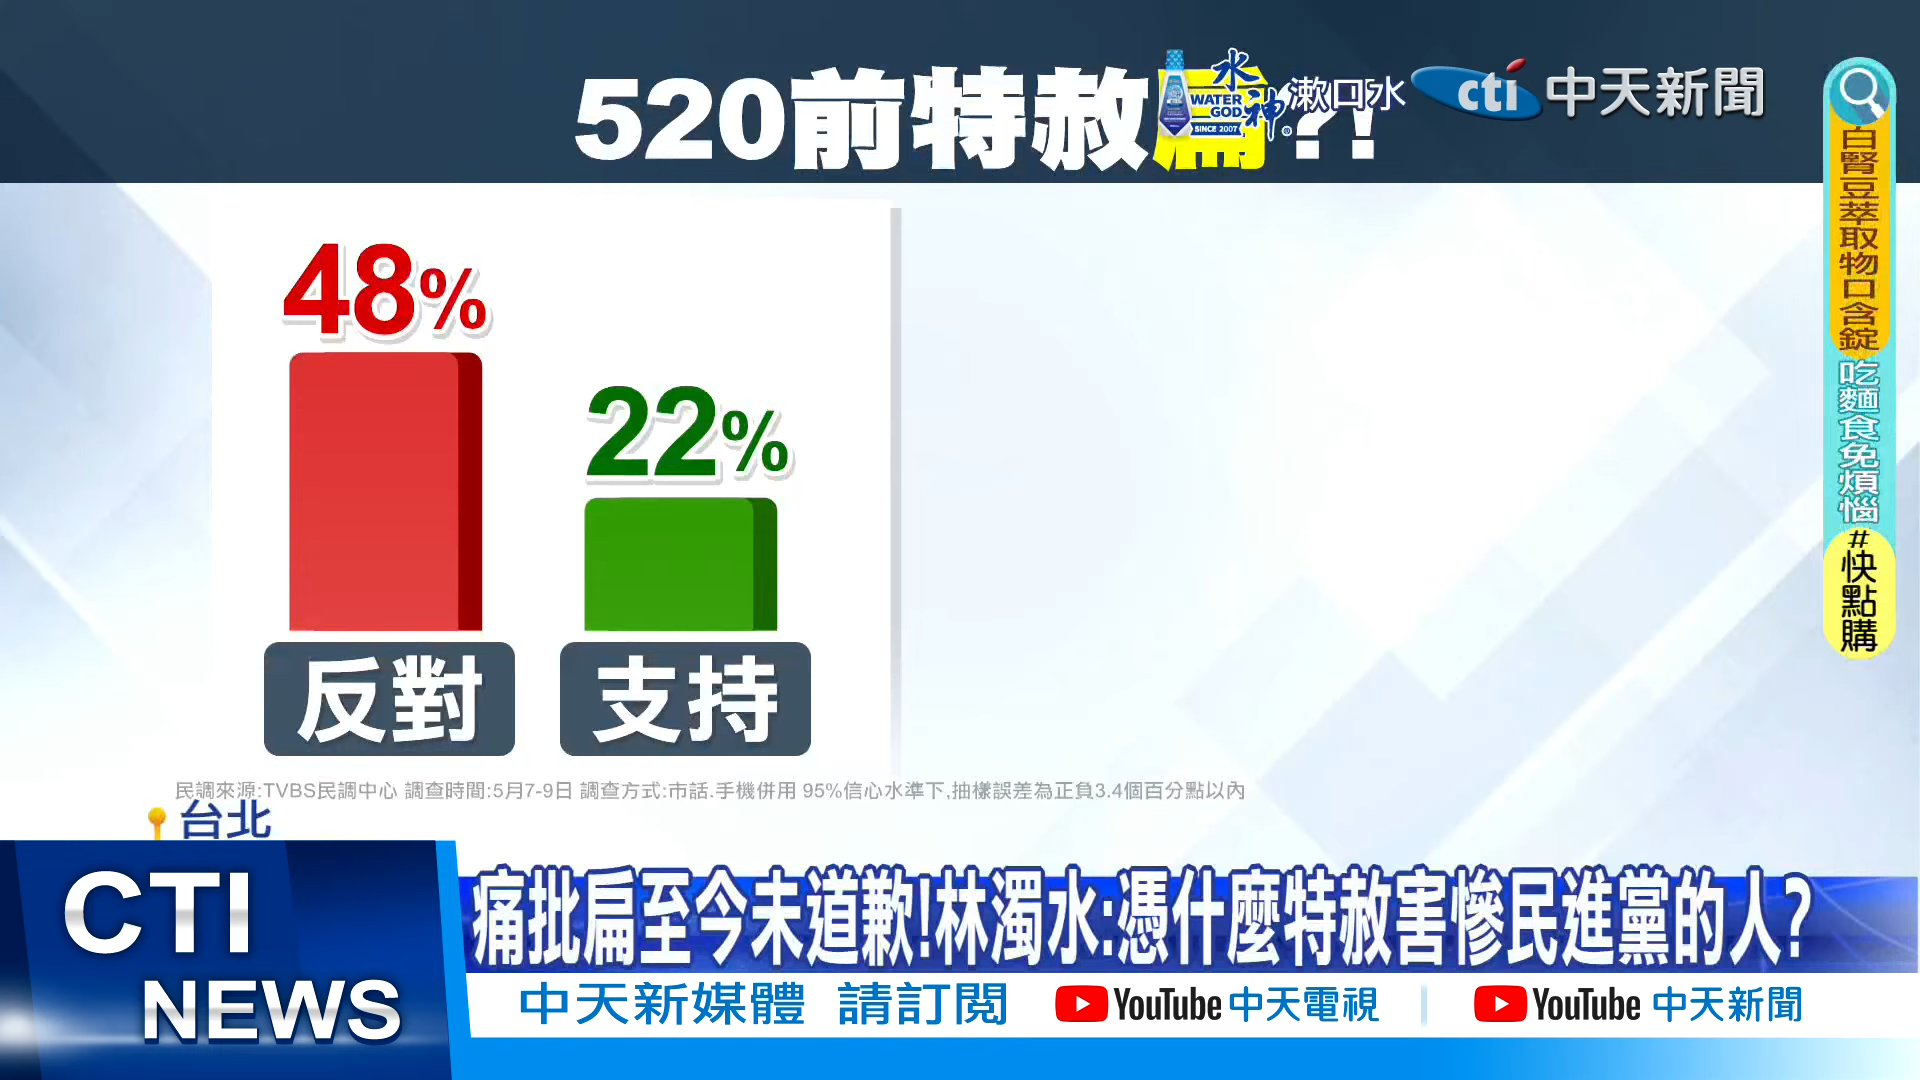 520前特赦扁?!
水神
WATER GOD
SINCE 2007
漱口水
cti 中天新聞
白腎豆萃取物口含錠 吃麵食免煩惱 #快點購
48%
22%
反對
支持
民調來源:TVBS民調中心 調查時間:5月7-9日 調查方式:市話.手機併用 95%信心水準下,抽樣誤差為正負3.4個百分點以內
台北
CTI NEWS
痛批扁至今未道歉!林濁水:憑什麼特赦害慘民進黨的人?
中天新媒體 請訂閱 YouTube 中天電視 | YouTube 中天新聞